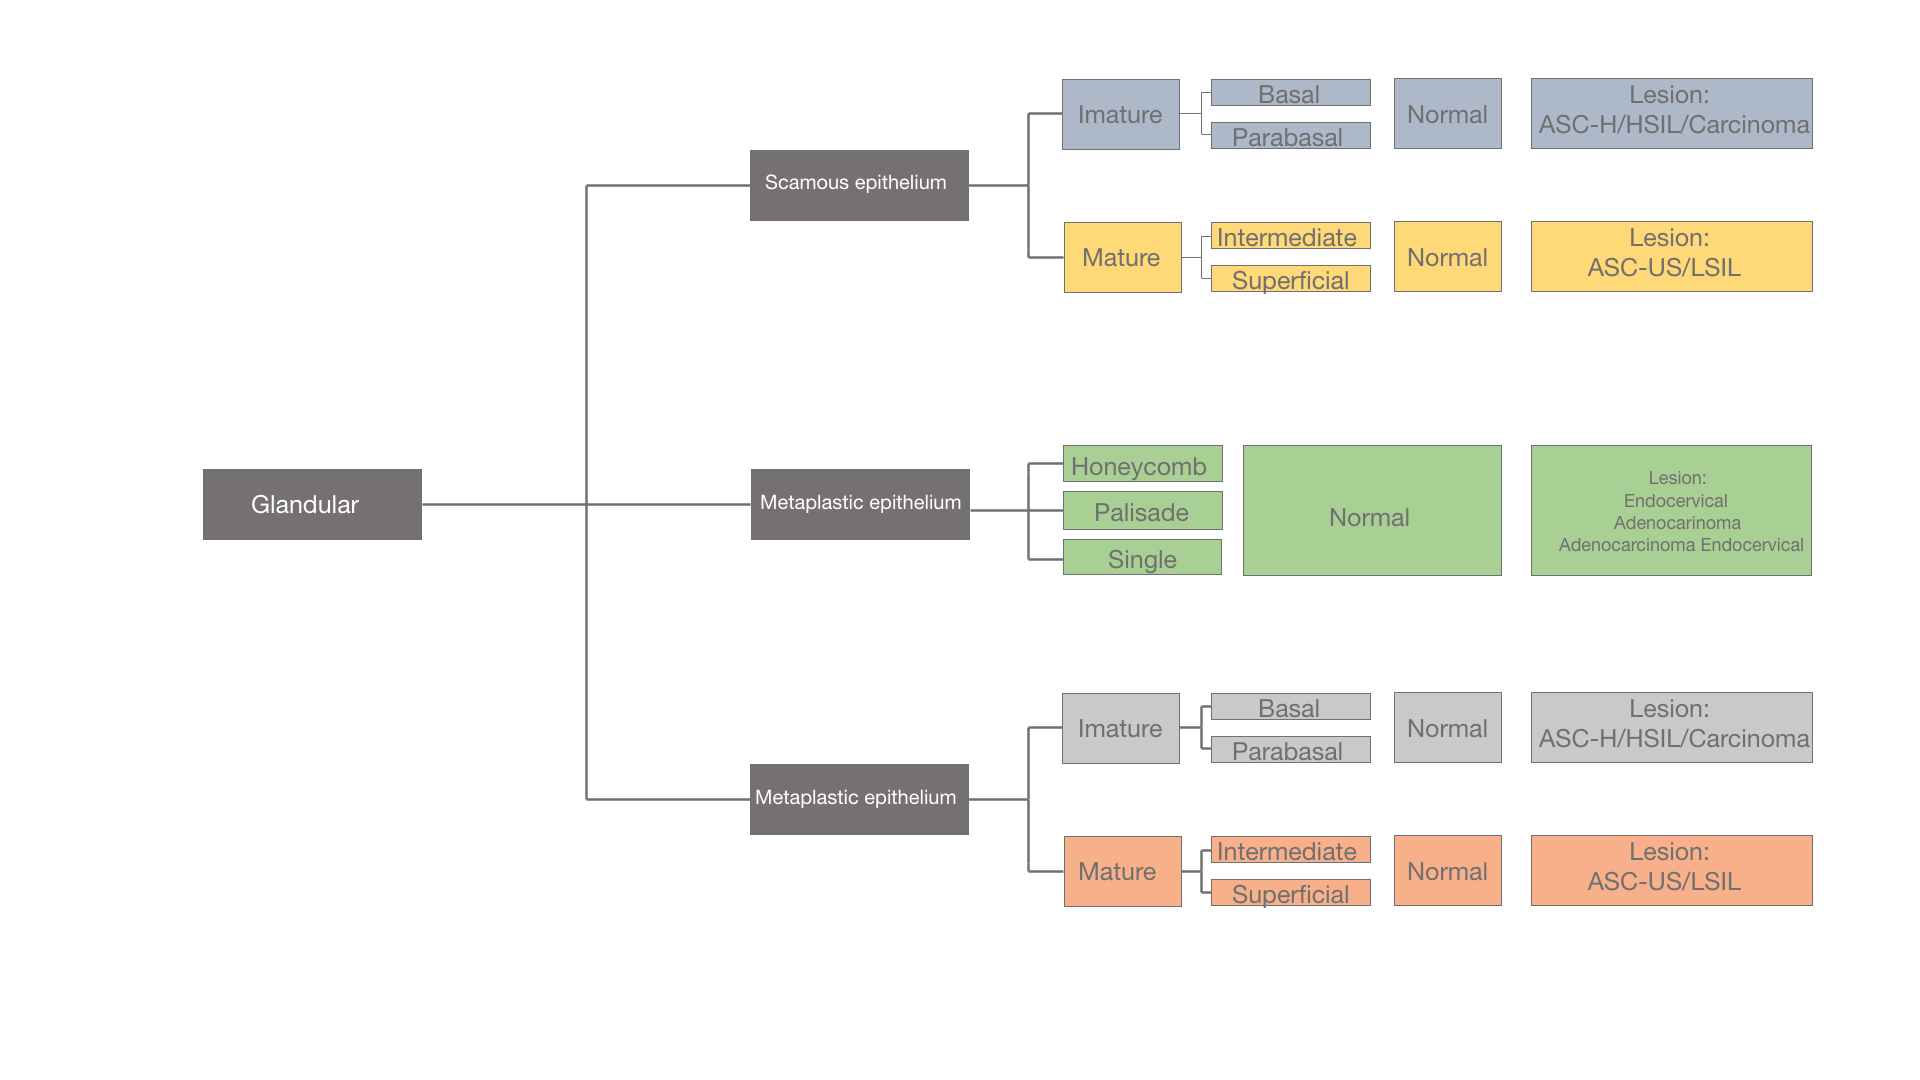 Glandular
Scamous epithelium
Imature
Basal
Parabasal
Normal
Lesion:
ASC-H/HSIL/Carcinoma
Mature
Intermediate
Superficial
Normal
Lesion:
ASC-US/LSIL
Metaplastic epithelium
Honeycomb
Palisade
Single
Normal
Lesion:
Endocervical
Adenocarinoma
Adenocarcinoma Endocervical
Metaplastic epithelium
Imature
Basal
Parabasal
Normal
Lesion:
ASC-H/HSIL/Carcinoma
Mature
Intermediate
Superficial
Normal
Lesion:
ASC-US/LSIL